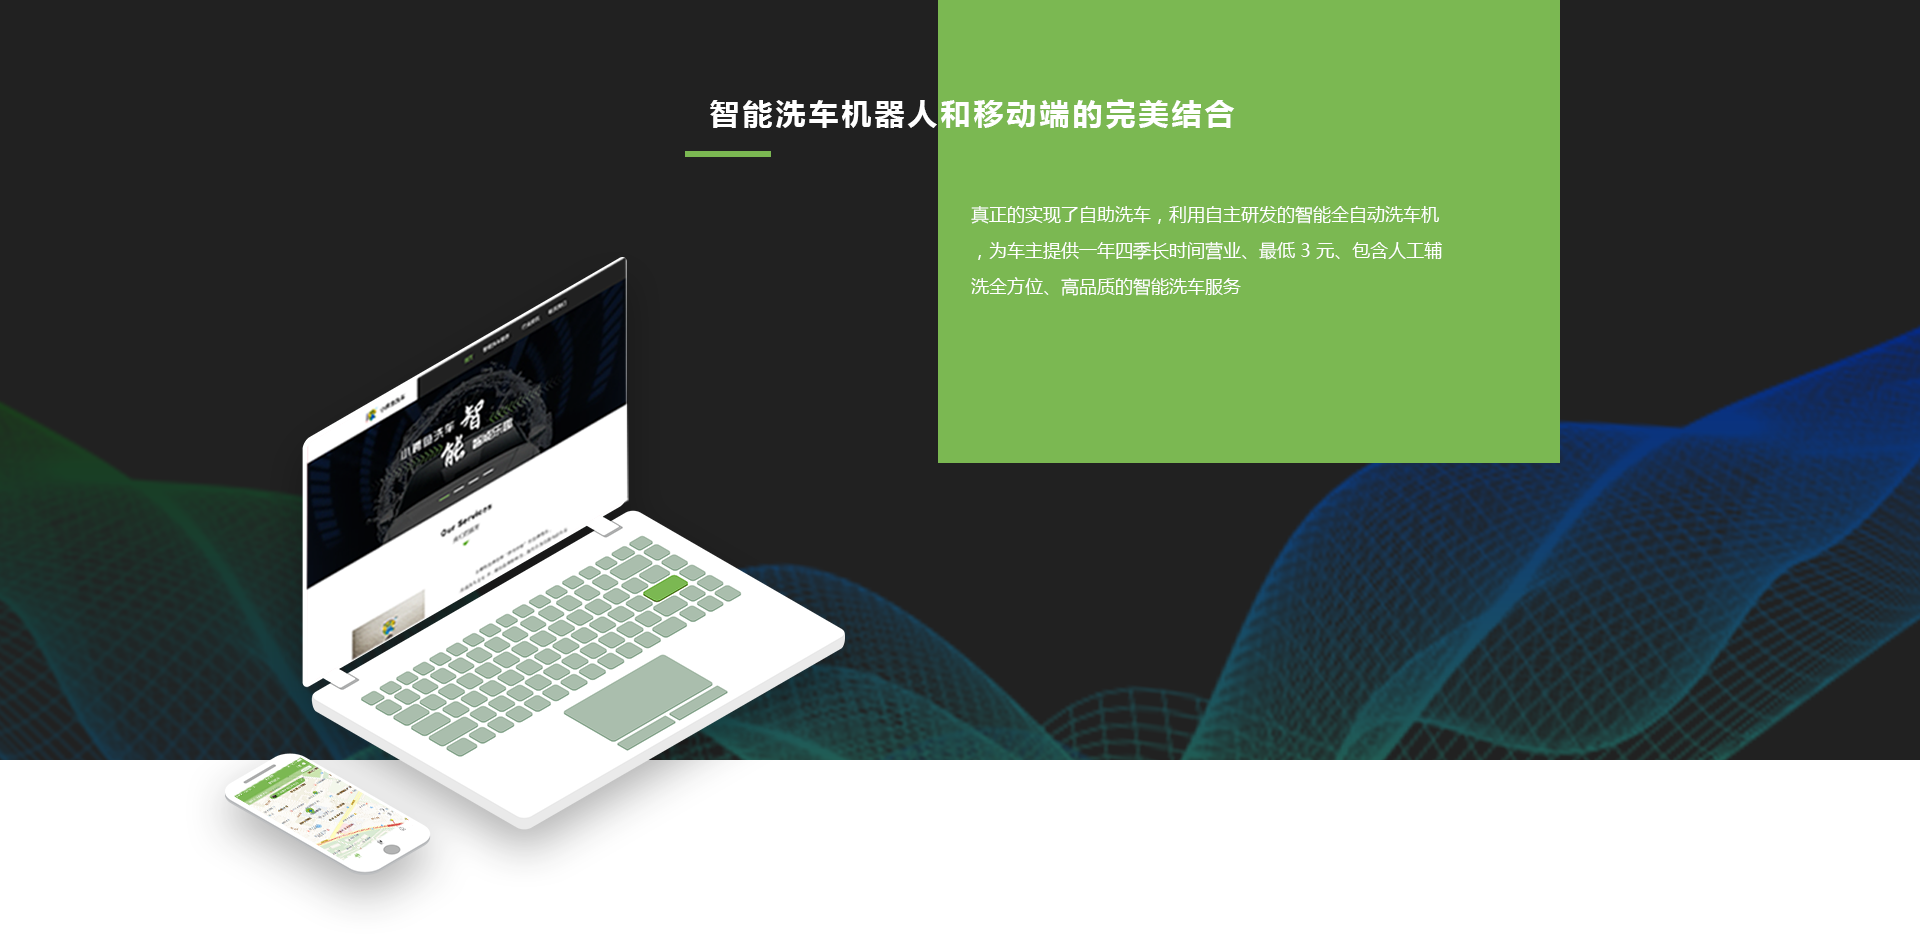 智能洗车机器人和移动端的完美结合
真正的实现了自助洗车，利用自主研发的智能全自动洗车机
，为车主提供一年四季长时间营业、最低 3 元、包含人工辅
洗全方位、高品质的智能洗车服务
智
能
智能乐趣
Our Services